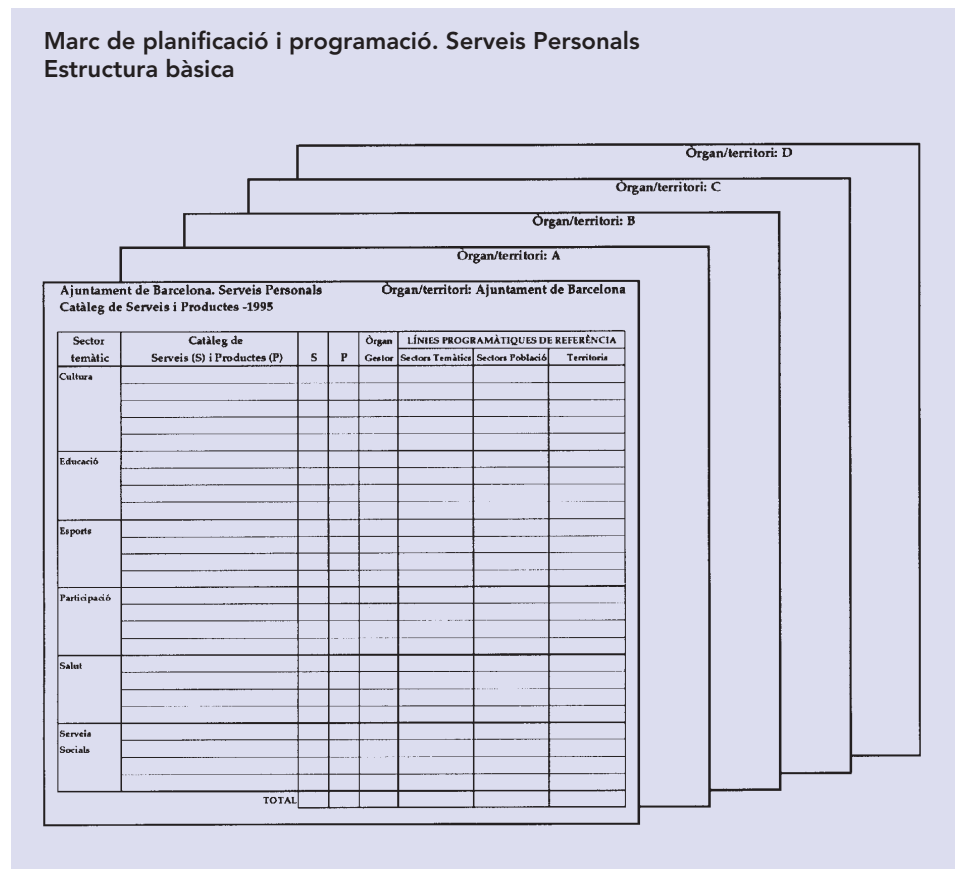 Marc de planificació i programació. Serveis Personals
Estructura bàsica
Òrgan/territori: D
Òrgan/territori: C
Òrgan/territori: B
Òrgan/territori: A
Ajuntament de Barcelona. Serveis Personals Òrgan/territori: Ajuntament de Barcelona
Catàleg de Serveis i Productes -1995
Sector Catàleg de Òrgan LÍNIES PROGRAMÀTIQUES DE REFERÈNCIA
temàtic Serveis (S) i Productes (P) S P Gestor Sectors Temàtics Sectors Població Territoris
Cultura
Educació
Esports
Participació
Salut
Serveis
Socials
TOTAL